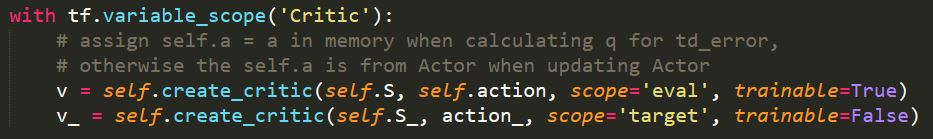 with tf.variable_scope('Critic'):
    # assign self.a = a in memory when calculating q for td_error,
    # otherwise the self.a is from Actor when updating Actor
    v = self.create_critic(self.S, self.action, scope='eval', trainable=True)
    v_ = self.create_critic(self.S_, action_, scope='target', trainable=False)